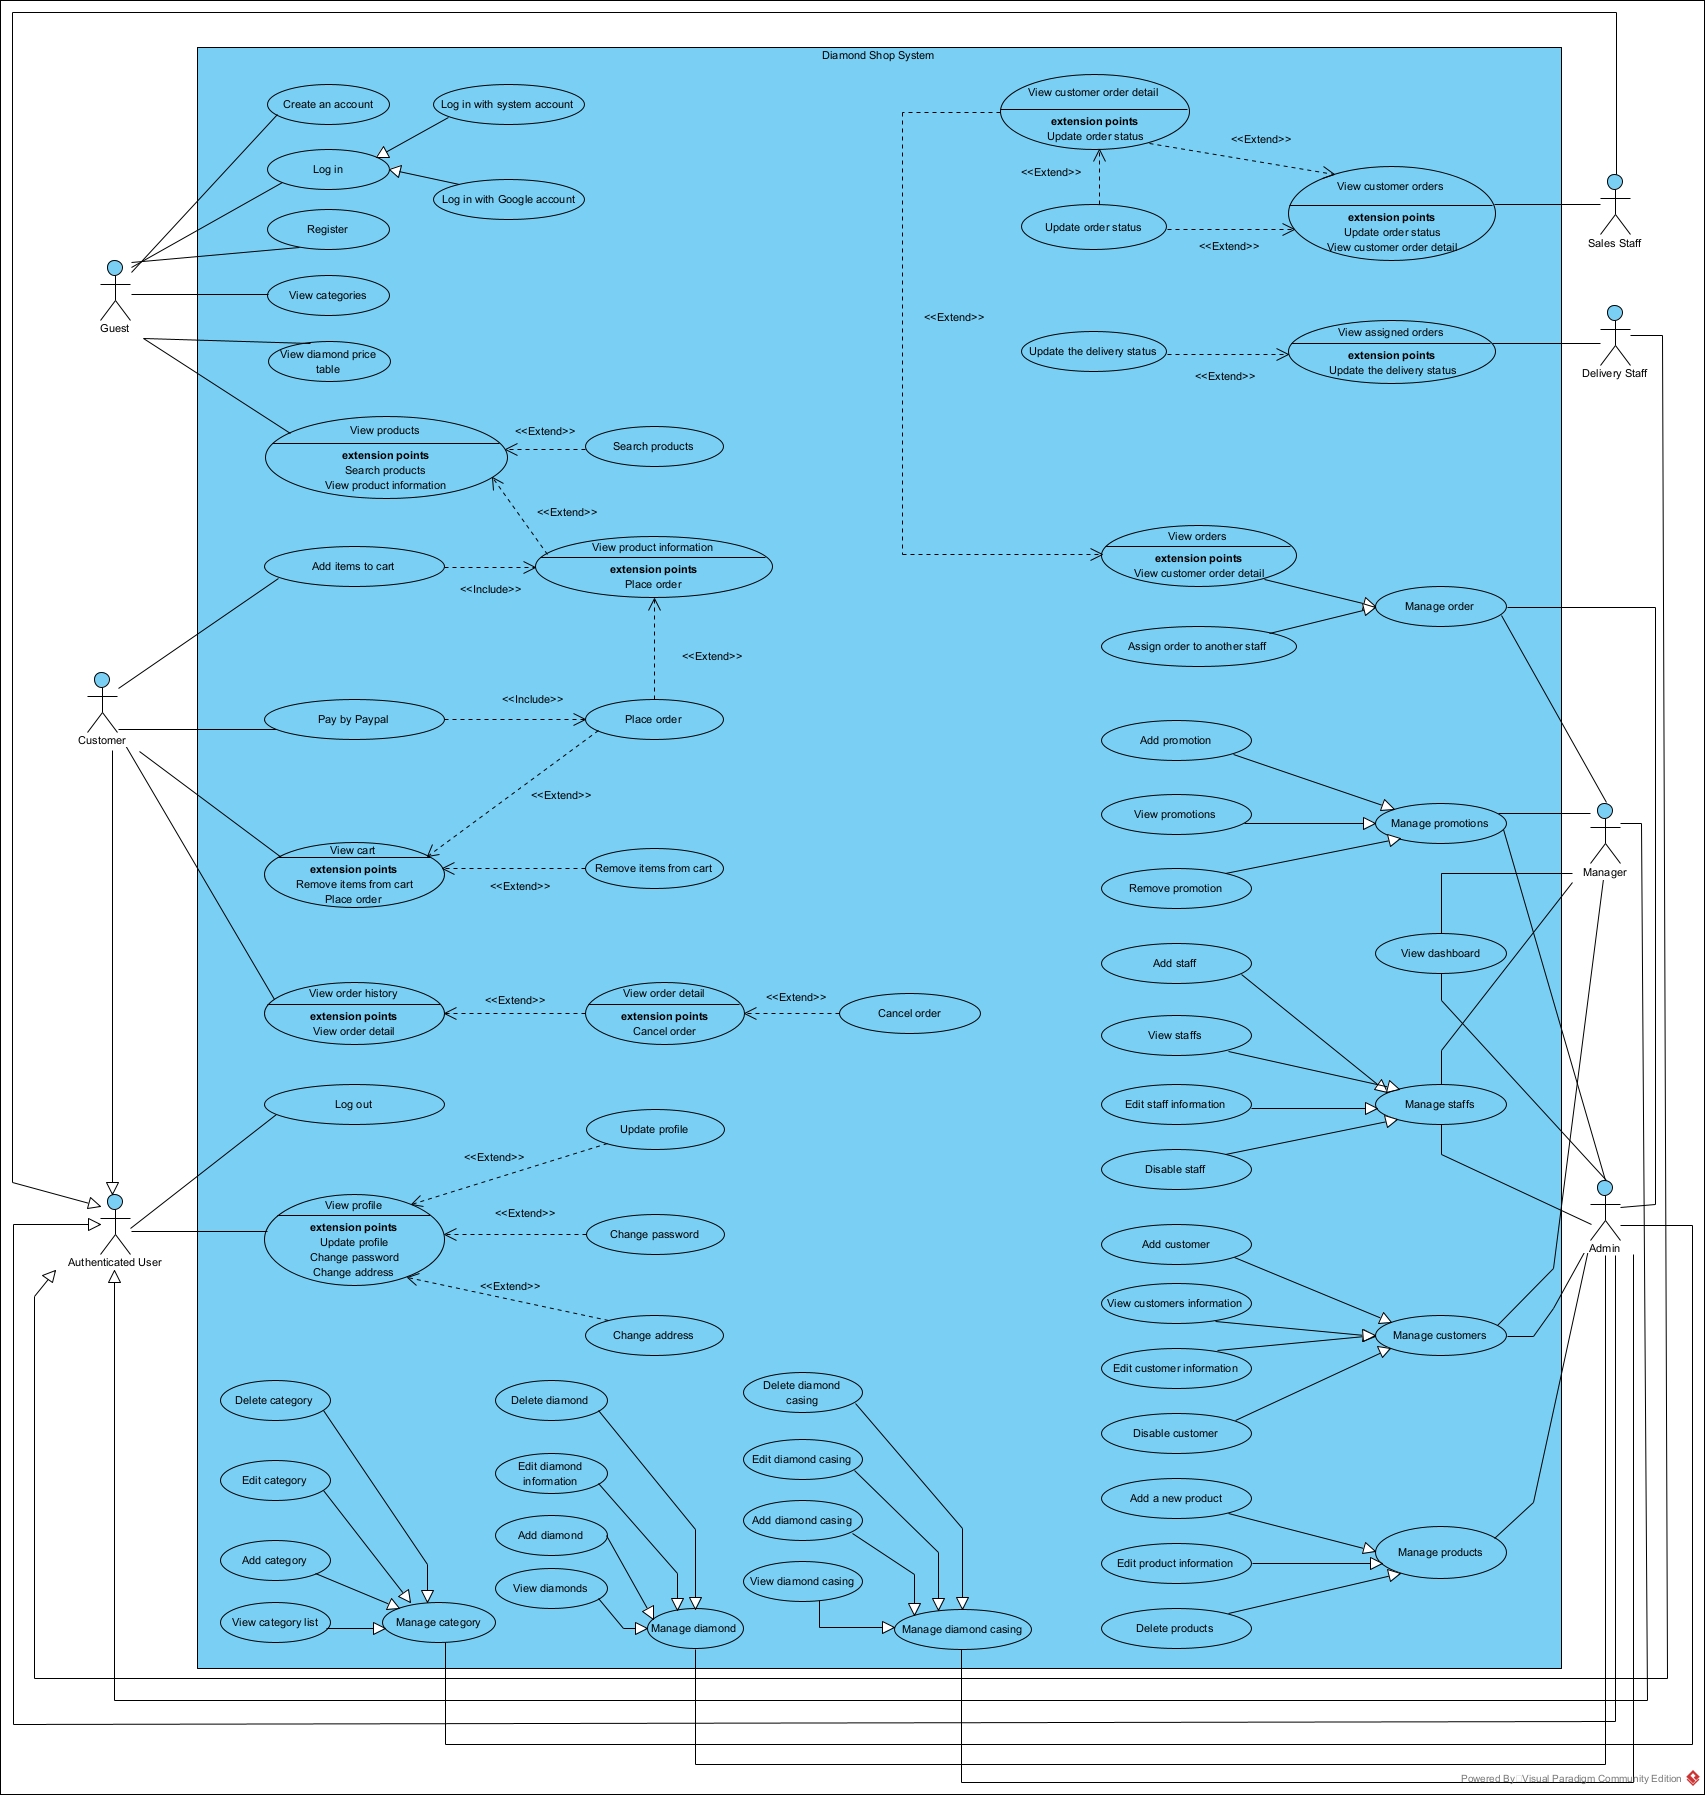 Diamond Shop System
Create an account
Log in with system account
Log in
Log in with Google account
Register
Guest
View categories
View diamond price
table
View products
extension points
Search products
View product information
<<Extend>>
Search products
<<Extend>>
Add items to cart
<<Include>>
View product information
extension points
Place order
<<Extend>>
Customer
Pay by Paypal
<<Include>>
Place order
<<Extend>>
View cart
extension points
Remove items from cart
Place order
<<Extend>>
Remove items from cart
View order history
extension points
View order detail
<<Extend>>
View order detail
extension points
Cancel order
<<Extend>>
Cancel order
Log out
Authenticated User
View profile
extension points
Update profile
Change password
Change address
<<Extend>>
Update profile
<<Extend>>
Change password
<<Extend>>
Change address
Delete category
Edit category
Add category
View category list
Manage category
Delete diamond
Edit diamond
information
Add diamond
View diamonds
Manage diamond
Delete diamond
casing
Edit diamond casing
Add diamond casing
View diamond casing
Manage diamond casing
View customer order detail
extension points
Update order status
<<Extend>>
<<Extend>>
Update order status
<<Extend>>
View customer orders
extension points
Update order status
View customer order detail
Sales Staff
<<Extend>>
Update the delivery status
<<Extend>>
View assigned orders
extension points
Update the delivery status
Delivery Staff
View orders
extension points
View customer order detail
Manage order
Assign order to another staff
Add promotion
View promotions
Manage promotions
Remove promotion
Manager
View dashboard
Add staff
View staffs
Edit staff information
Manage staffs
Disable staff
Admin
Add customer
View customers information
Manage customers
Edit customer information
Disable customer
Add a new product
Edit product information
Manage products
Delete products
Powered By: Visual Paradigm Community Edition